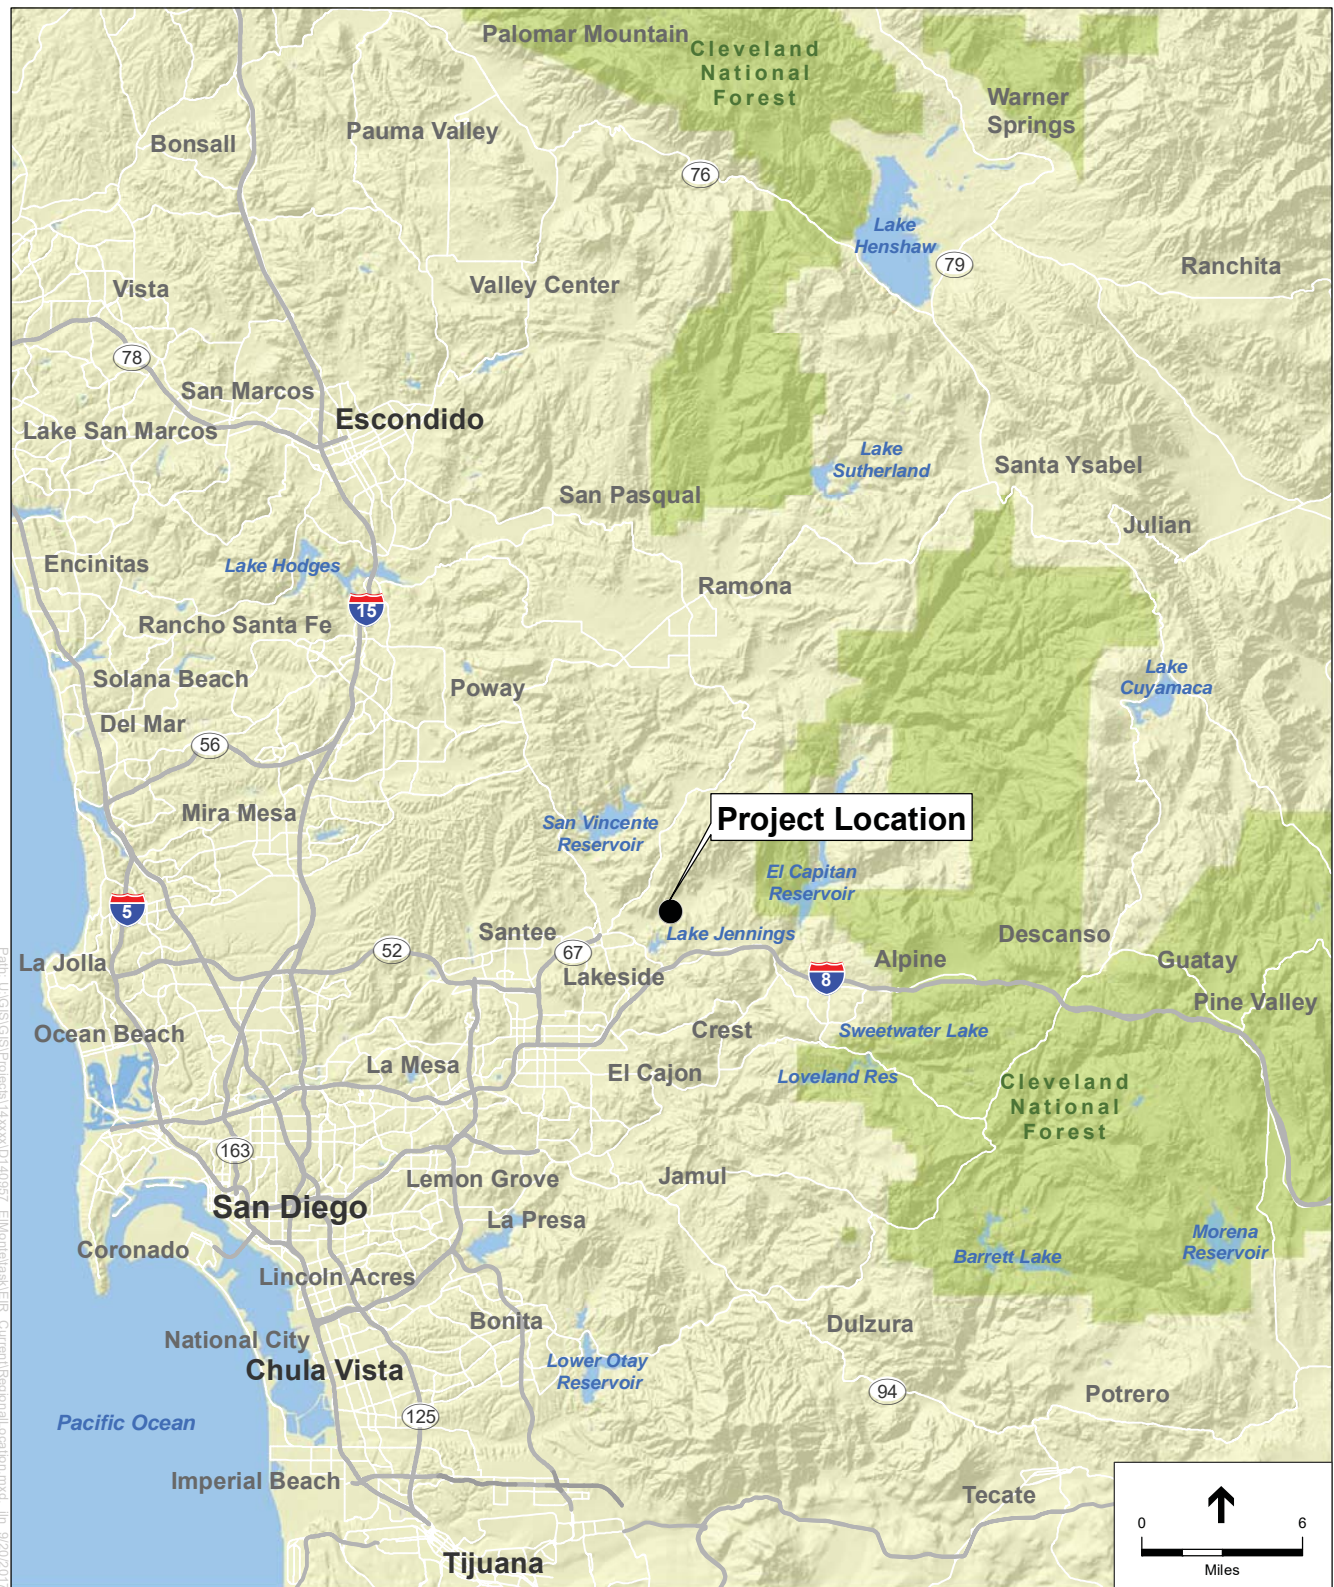 Palomar Mountain
Cleveland
National
Forest
Warner
Springs
Bonsall
Pauma Valley
76
Lake
Henshaw
79
Ranchita
Vista
Valley Center
78
San Marcos
Escondido
Lake San Marcos
Lake
Sutherland
Santa Ysabel
San Pasqual
Julian
Encinitas
Lake Hodges
Ramona
15
Rancho Santa Fe
Solana Beach
Poway
Lake
Cuyamaca
Del Mar
56
Mira Mesa
San Vincente
Reservoir
Project Location
El Capitan
Reservoir
5
Santee
Lake Jennings
Descanso
52
67
La Jolla
Lakeside
8
Alpine
Guatay
Pine Valley
Ocean Beach
Crest
Sweetwater Lake
La Mesa
El Cajon
Loveland Res
Cleveland
National
Forest
163
Lemon Grove
Jamul
San Diego
La Presa
Coronado
Barrett Lake
Morena
Reservoir
Lincoln Acres
Bonita
Dulzura
National City
Chula Vista
Lower Otay
Reservoir
94
Potrero
Pacific Ocean
125
Imperial Beach
Tecate
Tijuana
0
6
Miles